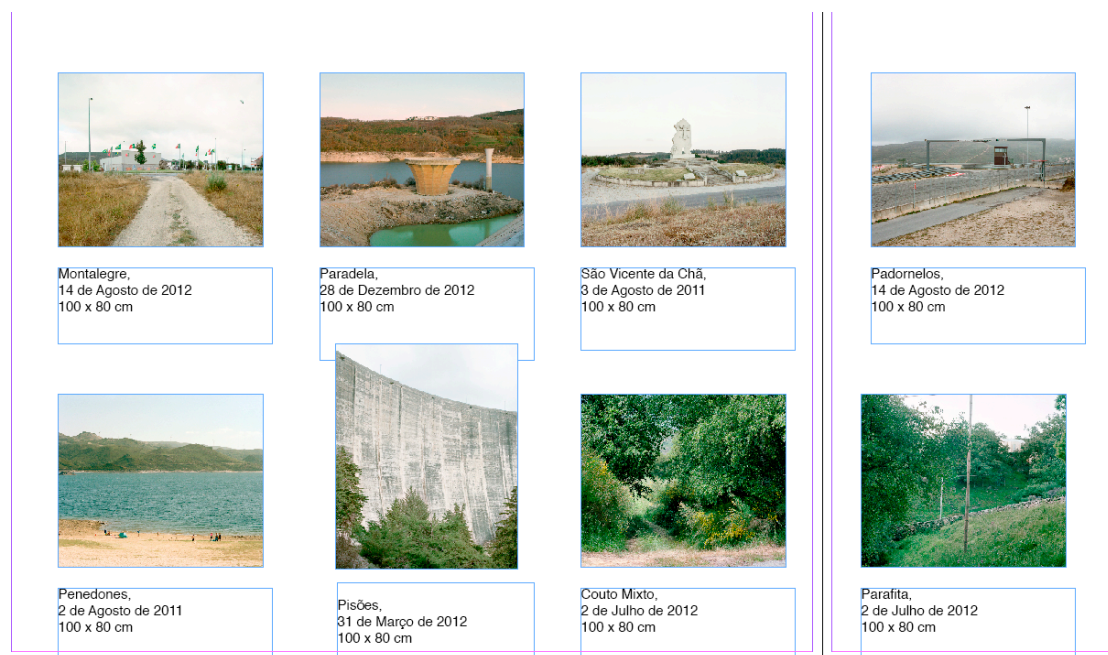 Montalegre,
14 de Agosto de 2012
100 x 80 cm
Paradela,
28 de Dezembro de 2012
100 x 80 cm
São Vicente da Chã,
3 de Agosto de 2011
100 x 80 cm
Padornelos,
14 de Agosto de 2012
100 x 80 cm
Penedones,
2 de Agosto de 2011
100 x 80 cm
Pisões,
31 de Março de 2012
100 x 80 cm
Couto Mixto,
2 de Julho de 2012
100 x 80 cm
Parafita,
2 de Julho de 2012
100 x 80 cm